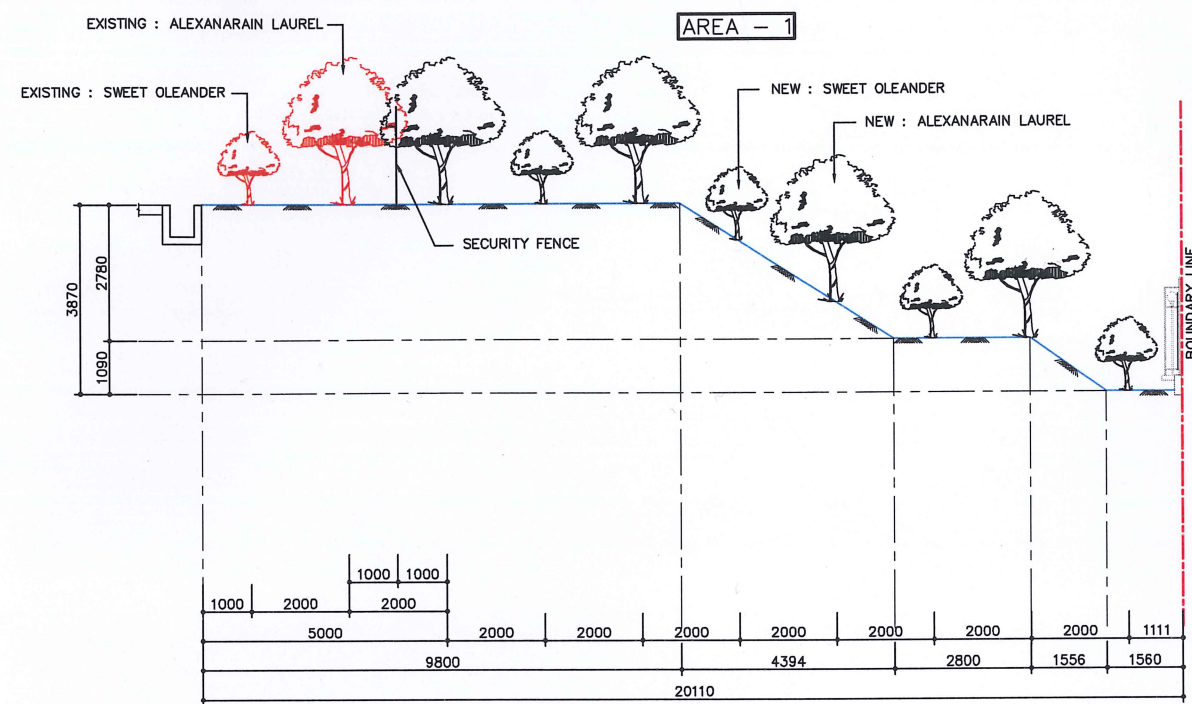 EXISTING : ALEXANARAIN LAUREL
AREA - 1
EXISTING : SWEET OLEANDER
NEW : SWEET OLEANDER
NEW : ALEXANARAIN LAUREL
SECURITY FENCE
BOUNDARY LINE
3870
2780
1090
1000 1000
1000 2000 2000
5000 2000 2000 2000 2000 2000 2000 2000 1111
9800 4394 2800 1556 1560
20110